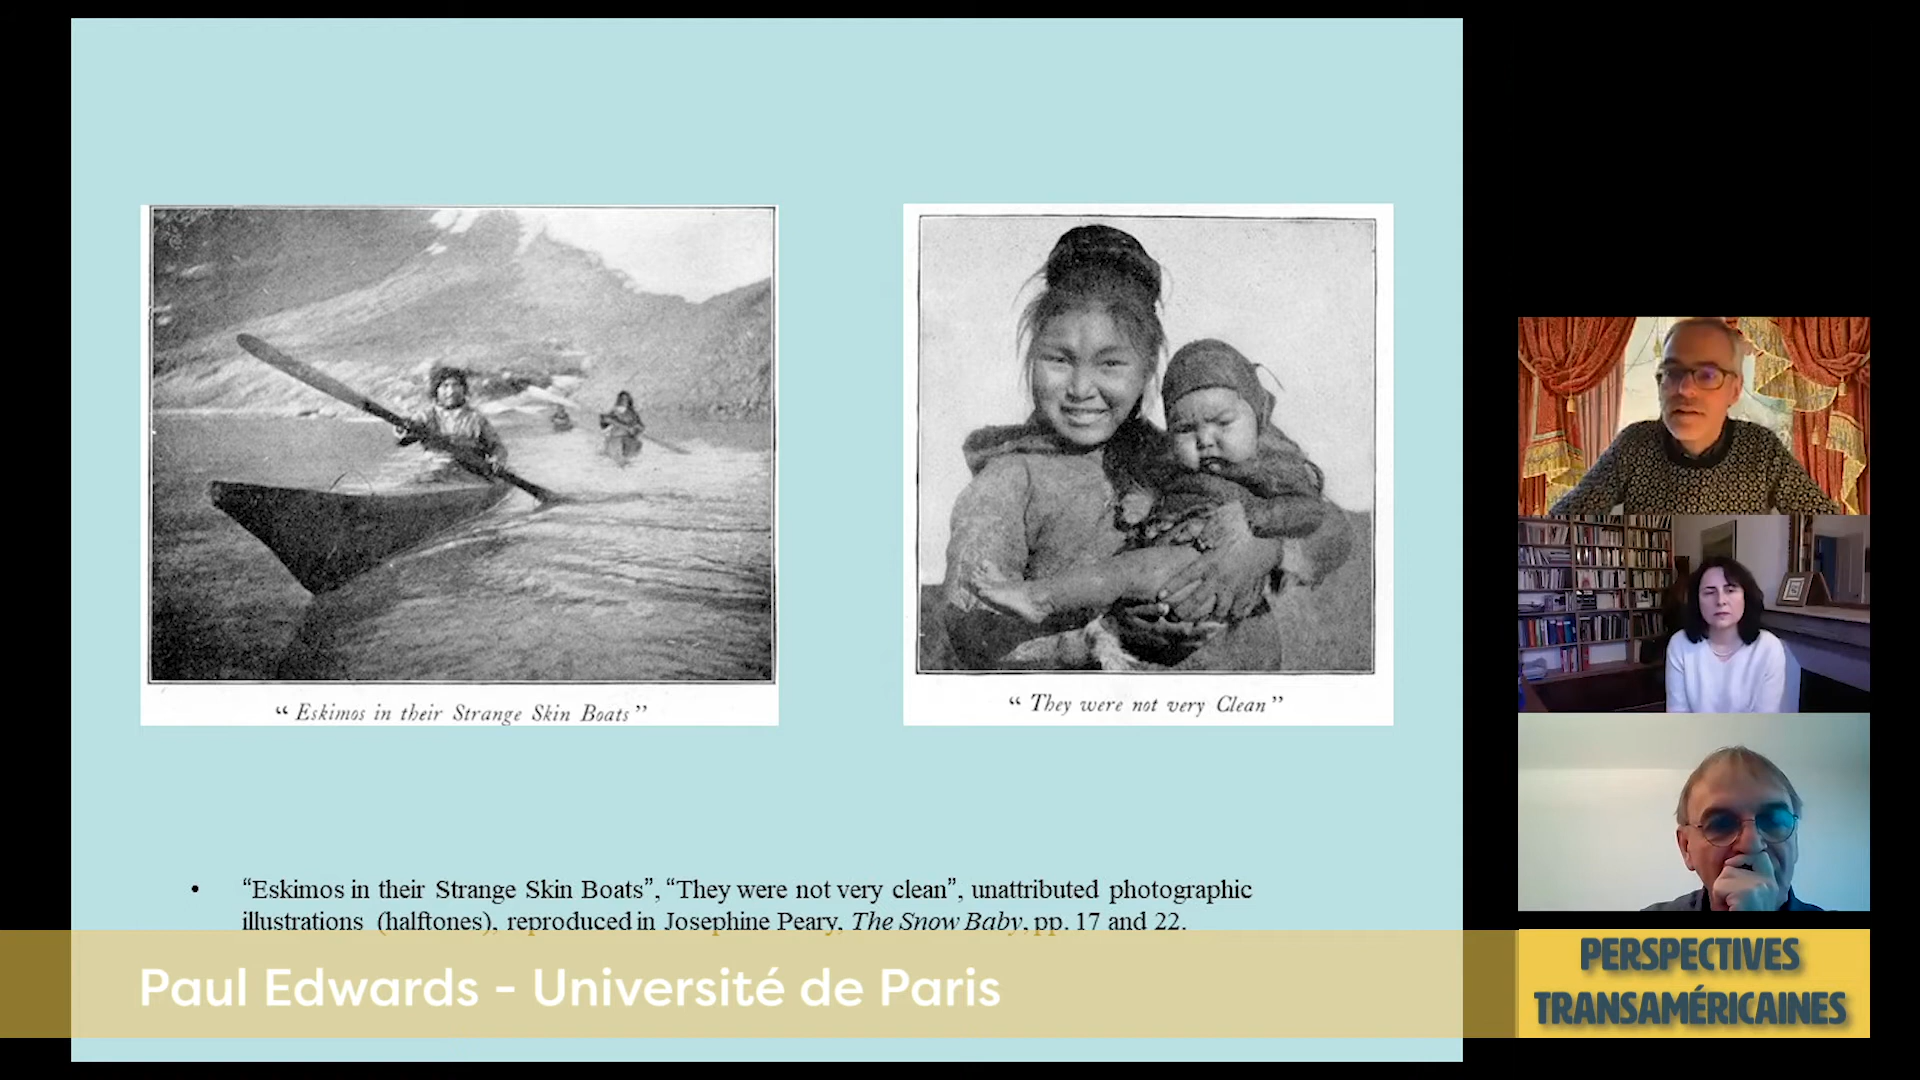 “ Eskimos in their Strange Skin Boats”
“ They were not very Clean”
• “Eskimos in their Strange Skin Boats”, “They were not very clean”, unattributed photographic
illustrations (halftones), reproduced in Josephine Peary, The Snow Baby, pp. 17 and 22.
Paul Edwards - Université de Paris
PERSPECTIVES
TRANSAMÉRICAINES